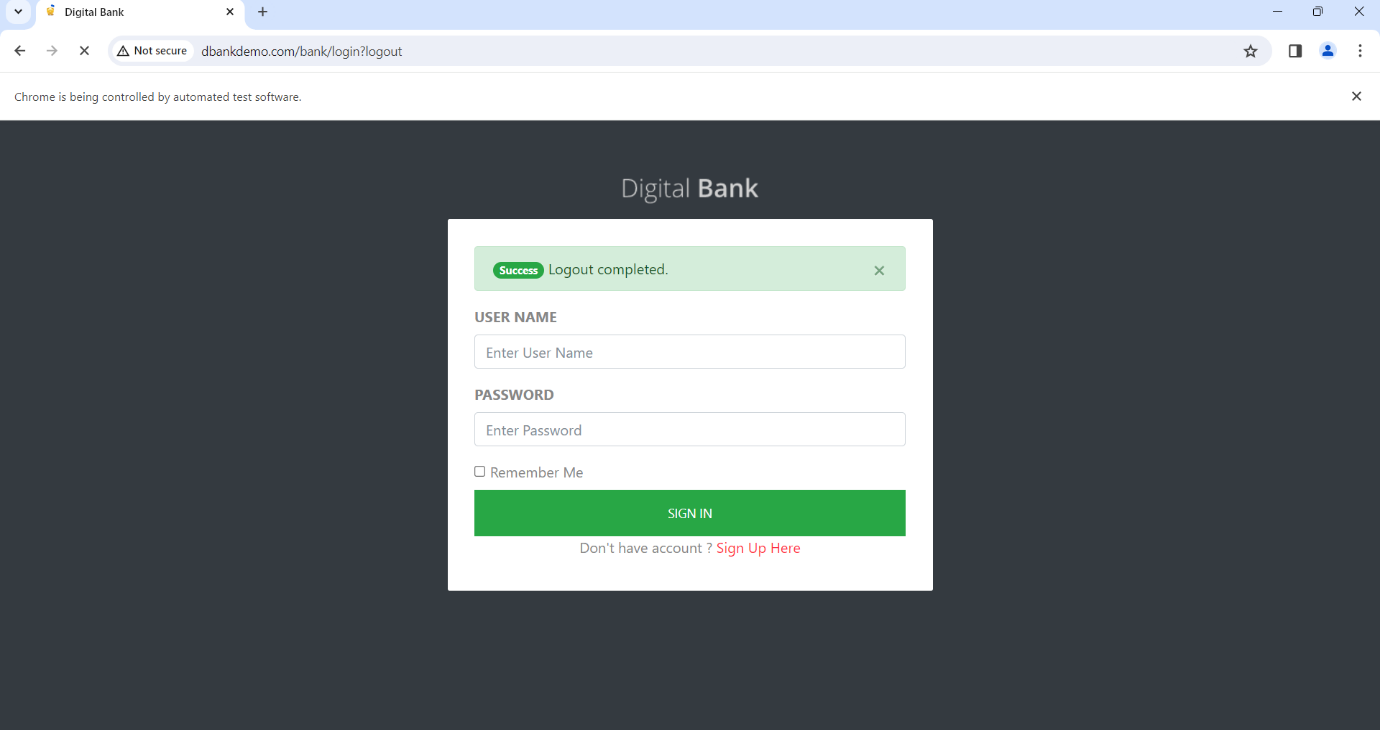 Digital Bank
Not secure dbankdemo.com/bank/login?logout
Chrome is being controlled by automated test software.
Digital Bank
Success Logout completed.
USER NAME
Enter User Name
PASSWORD
Enter Password
Remember Me
SIGN IN
Don't have account ? Sign Up Here